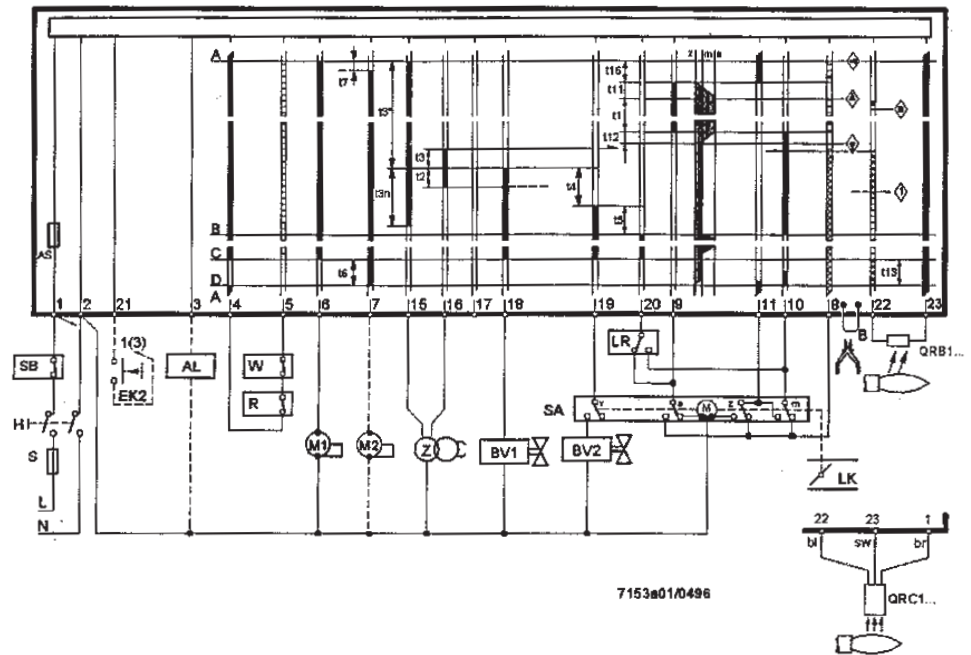 A
z m a
t7
t16
t11
t3*
t1
t12
t3
t2
t4
t3n
t5
B
C
D
A
AS
t6
t13
1 2 21 3 4 5 6 7 15 16 17 18 19 20 9 11 10 8 22 23
B
1(3)
SB
AL
W
LR
QRB1...
EK2
R
SA
v a M z m
H
S
M1
M2
Z
BV1
BV2
LK
L
N
22 23 1
bl sw br
7153a01/0496
QRC1...